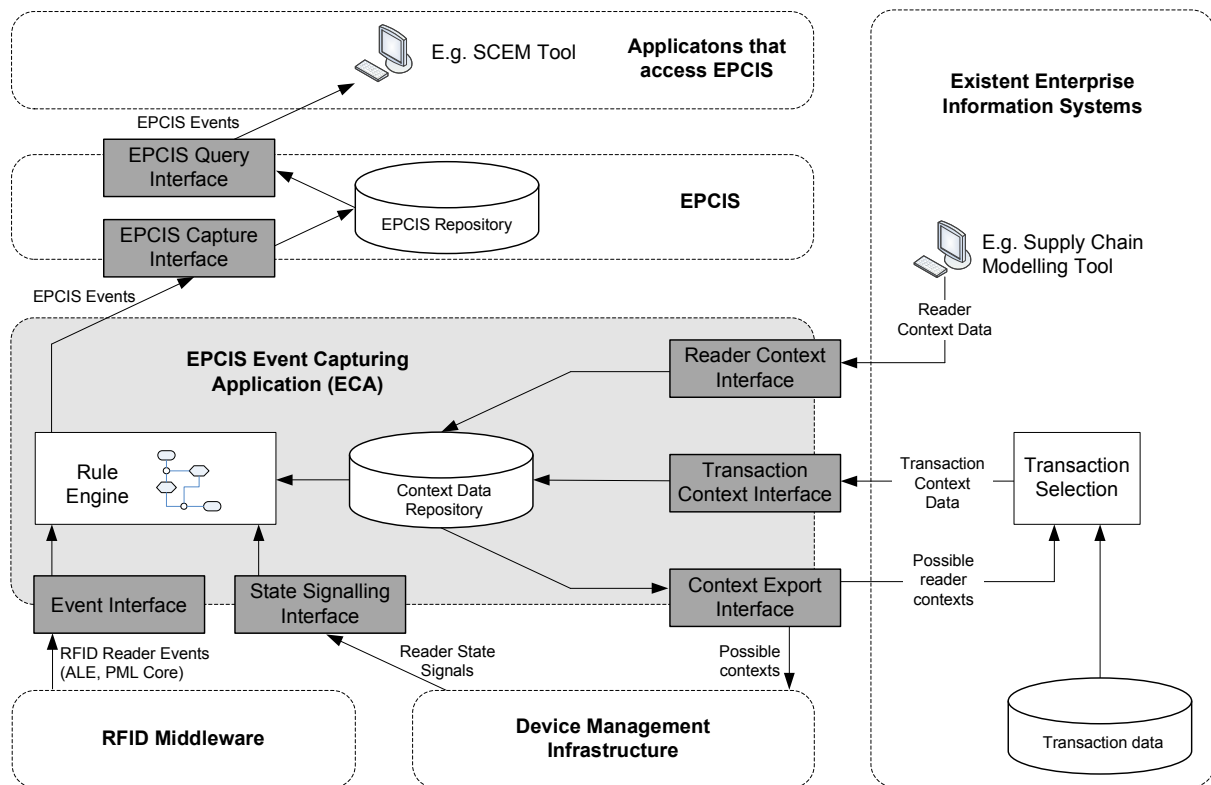 E.g. SCEM Tool
Applicatons that
access EPCIS
Existent Enterprise
Information Systems
EPCIS Events
EPCIS Query
Interface
EPCIS Repository
EPCIS
EPCIS Capture
Interface
E.g. Supply Chain
Modelling Tool
EPCIS Events
Reader
Context Data
EPCIS Event Capturing
Application (ECA)
Reader Context
Interface
Rule
Engine
Context Data
Repository
Transaction
Context Interface
Transaction
Context
Data
Transaction
Selection
Event Interface
State Signalling
Interface
Context Export
Interface
Possible
reader
contexts
RFID Reader Events
(ALE, PML Core)
Reader State
Signals
Possible
contexts
RFID Middleware
Device Management
Infrastructure
Transaction data